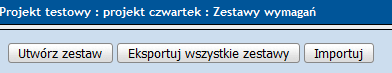 Projekt testowy : projekt czwartek : Zestawy wymagań
Utwórz zestaw Eksportuj wszystkie zestawy Importuj